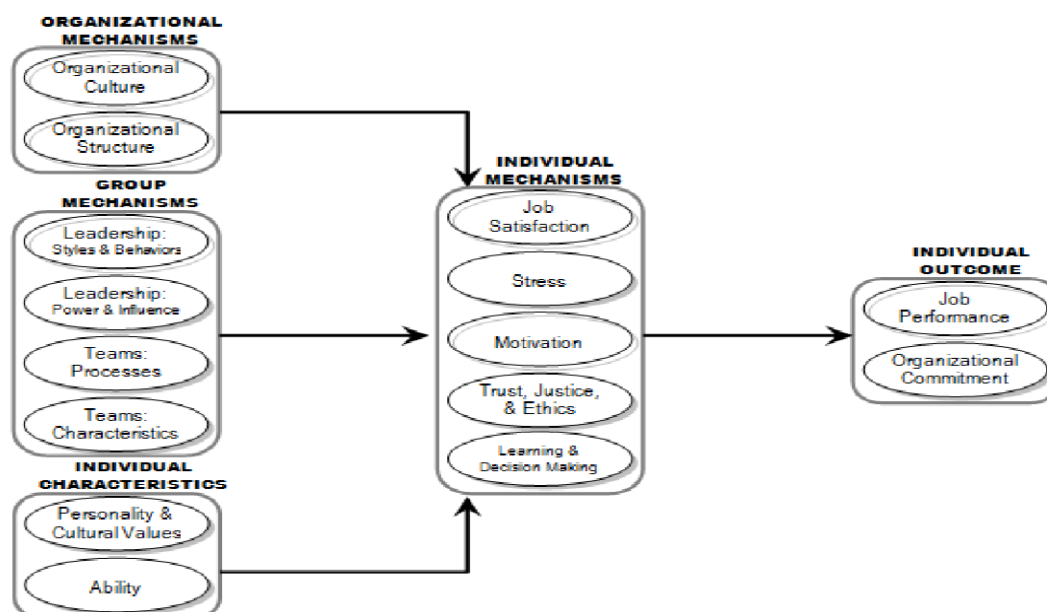 ORGANIZATIONAL
MECHANISMS
Organizational
Culture
Organizational
Structure
GROUP
MECHANISMS
Leadership:
Styles & Behaviors
Leadership:
Power & Influence
Teams:
Processes
Teams:
Characteristics
INDIVIDUAL
CHARACTERISTICS
Personality &
Cultural Values
Ability
INDIVIDUAL
MECHANISMS
Job
Satisfaction
Stress
Motivation
Trust, Justice,
& Ethics
Learning &
Decision Making
INDIVIDUAL
OUTCOME
Job
Performance
Organizational
Commitment